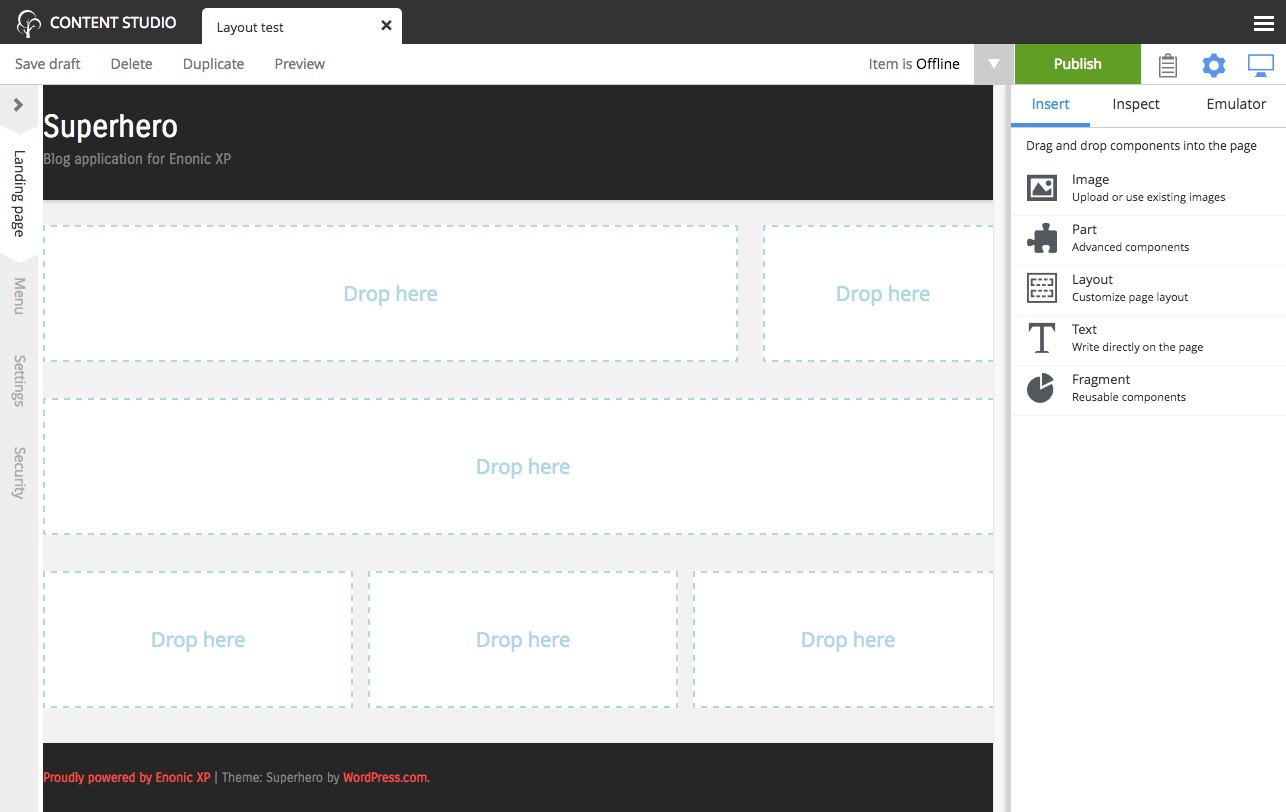 CONTENT STUDIO
Layout test
Save draft
Delete
Duplicate
Preview
Item is Offline
Publish
Landing page
Menu
Settings
Security
Superhero
Blog application for Enonic XP
Drop here
Drop here
Drop here
Drop here
Drop here
Drop here
Proudly powered by Enonic XP | Theme: Superhero by WordPress.com.
Insert
Inspect
Emulator
Drag and drop components into the page
Image
Upload or use existing images
Part
Advanced components
Layout
Customize page layout
Text
Write directly on the page
Fragment
Reusable components